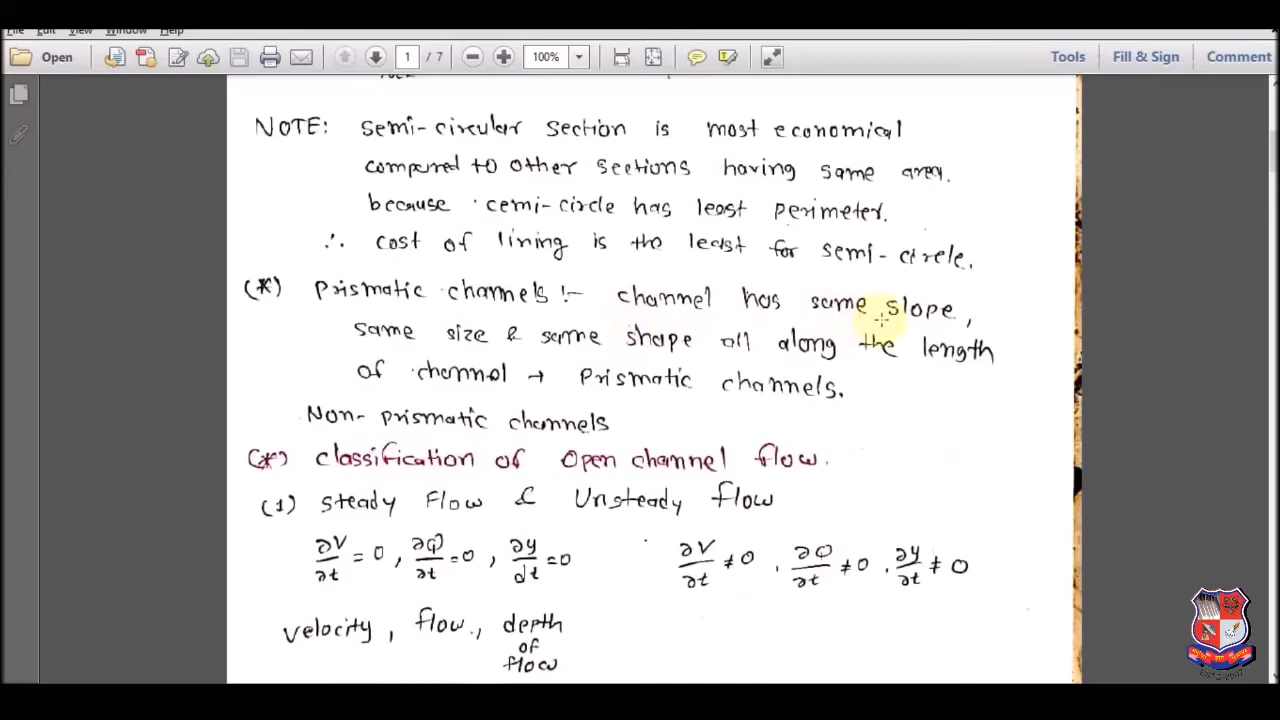 File Edit View Window Help
Open 1 / 7 100% Tools Fill & Sign Comment
NOTE: semi-circular section is most economical
compared to other sections having same area.
because cemi-circle has least perimeter.
∴ cost of lining is the least for semi-circle.
(*) Prismatic channels :- channel has same slope,
same size & same shape all along the length
of channel → Prismatic channels.
Non-prismatic channels
(*) classification of Open channel flow.
(1) Steady Flow & Unsteady flow
∂V/∂t = 0, ∂Q/∂t = 0, ∂y/dt = 0 ∂V/∂t ≠ 0, ∂Q/∂t ≠ 0, ∂y/∂t ≠ 0
velocity, flow, depth
of
flow